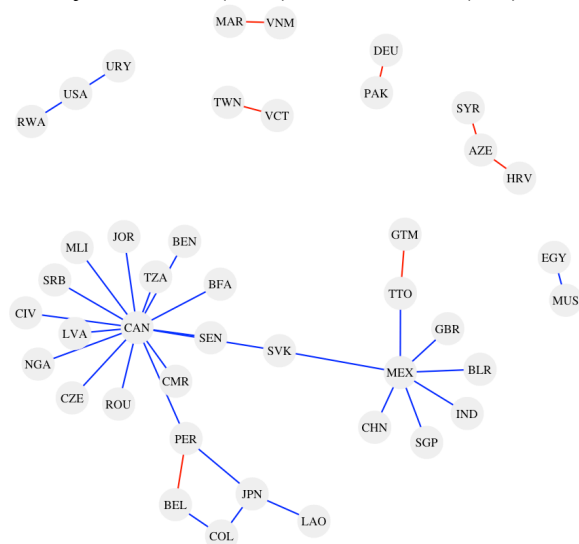 MAR
VNM
DEU
URY
USA
PAK
TWN
VCT
RWA
SYR
AZE
HRV
JOR
BEN
GTM
MLI
EGY
TZA
SRB
BFA
TTO
MUS
CIV
CAN
LVA
GBR
SEN
SVK
NGA
MEX
BLR
CMR
CZE
ROU
IND
CHN
PER
SGP
JPN
BEL
LAO
COL